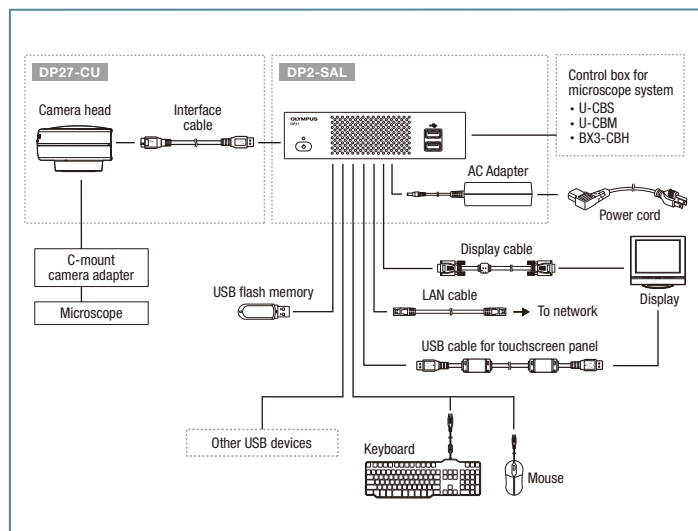 DP27-CU
DP2-SAL
Control box for
microscope system
• U-CBS
• U-CBM
• BX3-CBH
Camera head
Interface
cable
OLYMPUS
AC Adapter
Power cord
C-mount
camera adapter
Microscope
Display cable
USB flash memory
LAN cable
To network
Display
USB cable for touchscreen panel
Other USB devices
Keyboard
Mouse